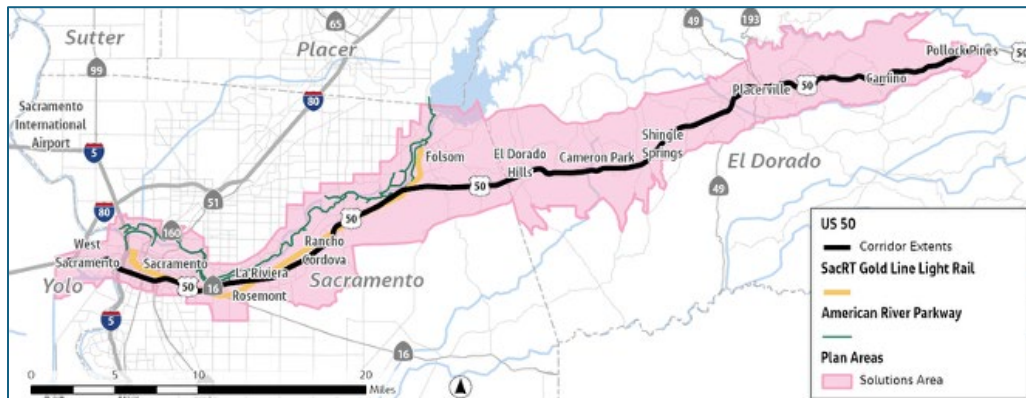 Sutter
Placer
65
49
193
Pollock Pines
50
99
80
Sacramento
International
Airport
5
Placerville
50
Camino
Shingle
Springs
Folsom
El Dorado
Hills
Cameron Park
El Dorado
80
51
50
50
49
160
West
Sacramento
Sacramento
Rancho
Cordova
La Riviera
Sacramento
Yolo
50
16
Rosemont
5
16
US 50
Corridor Extents
SacRT Gold Line Light Rail
American River Parkway
Plan Areas
Solutions Area
0
5
10
20
Miles